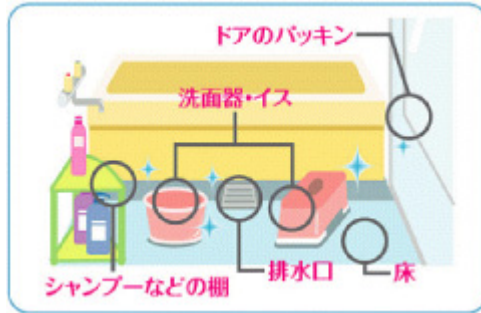 ドアのパッキン
洗面器・イス
シャンプーなどの棚
排水口
床